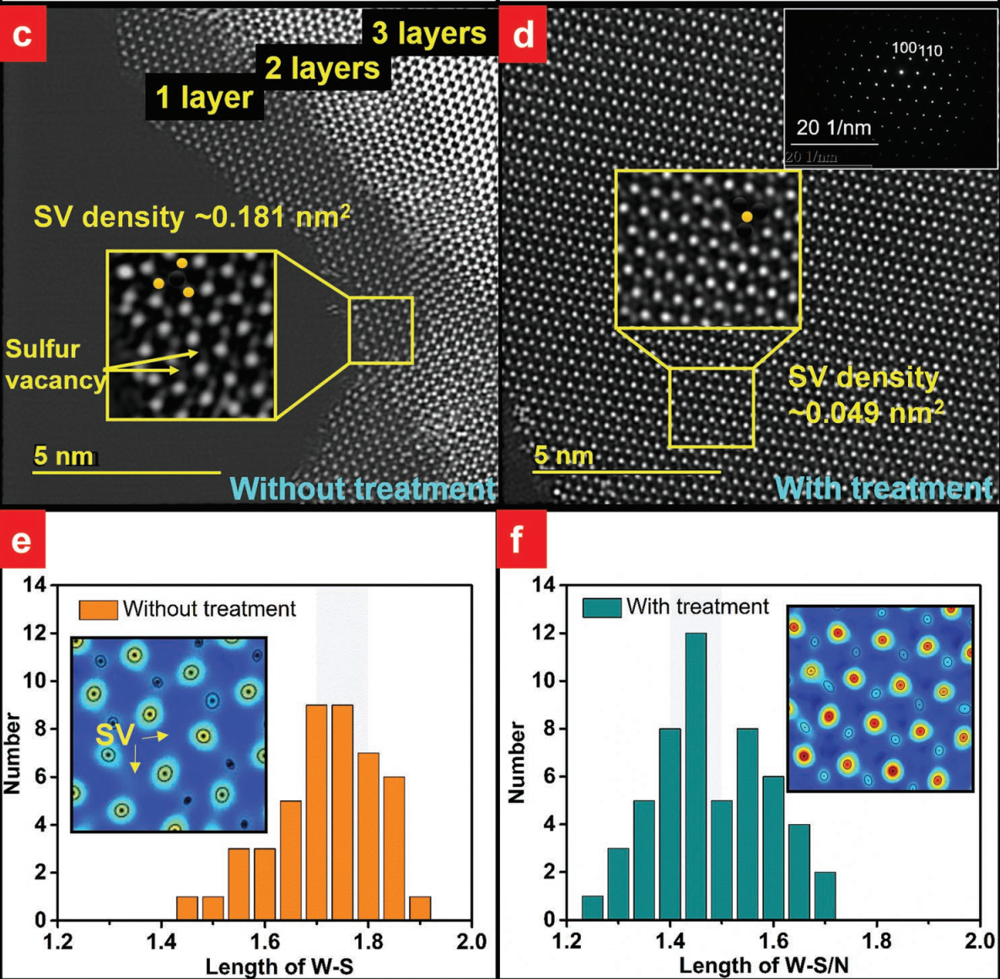 c
3 layers
2 layers
1 layer
SV density ~0.181 nm²
Sulfur
vacancy
5 nm
Without treatment
d
100 110
20 1/nm
20 1/nm
SV density
~0.049 nm²
5 nm
With treatment
e
14
12
10
8
6
4
2
0
Number
Without treatment
SV
1.2
1.4
1.6
1.8
2.0
Length of W-S
f
14
12
10
8
6
4
2
0
Number
With treatment
1.2
1.4
1.6
1.8
2.0
Length of W-S/N